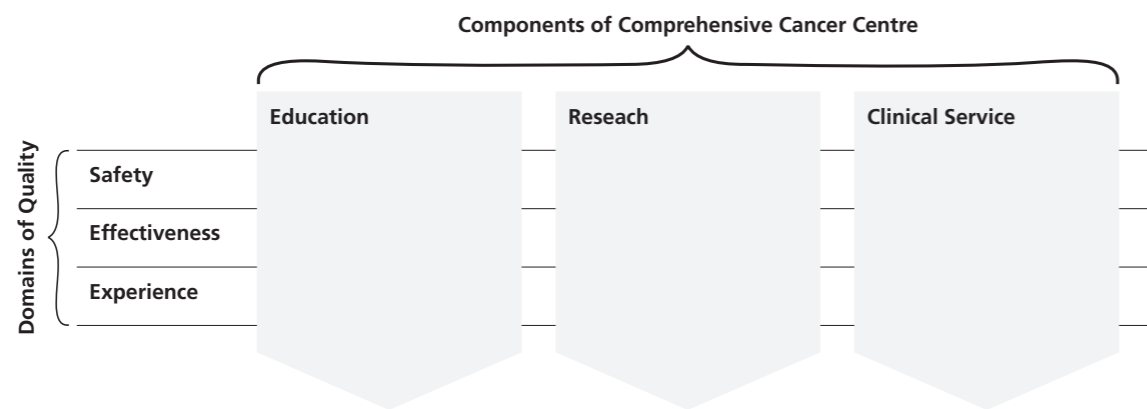 Components of Comprehensive Cancer Centre
Education
Reseach
Clinical Service
Domains of Quality
Safety
Effectiveness
Experience